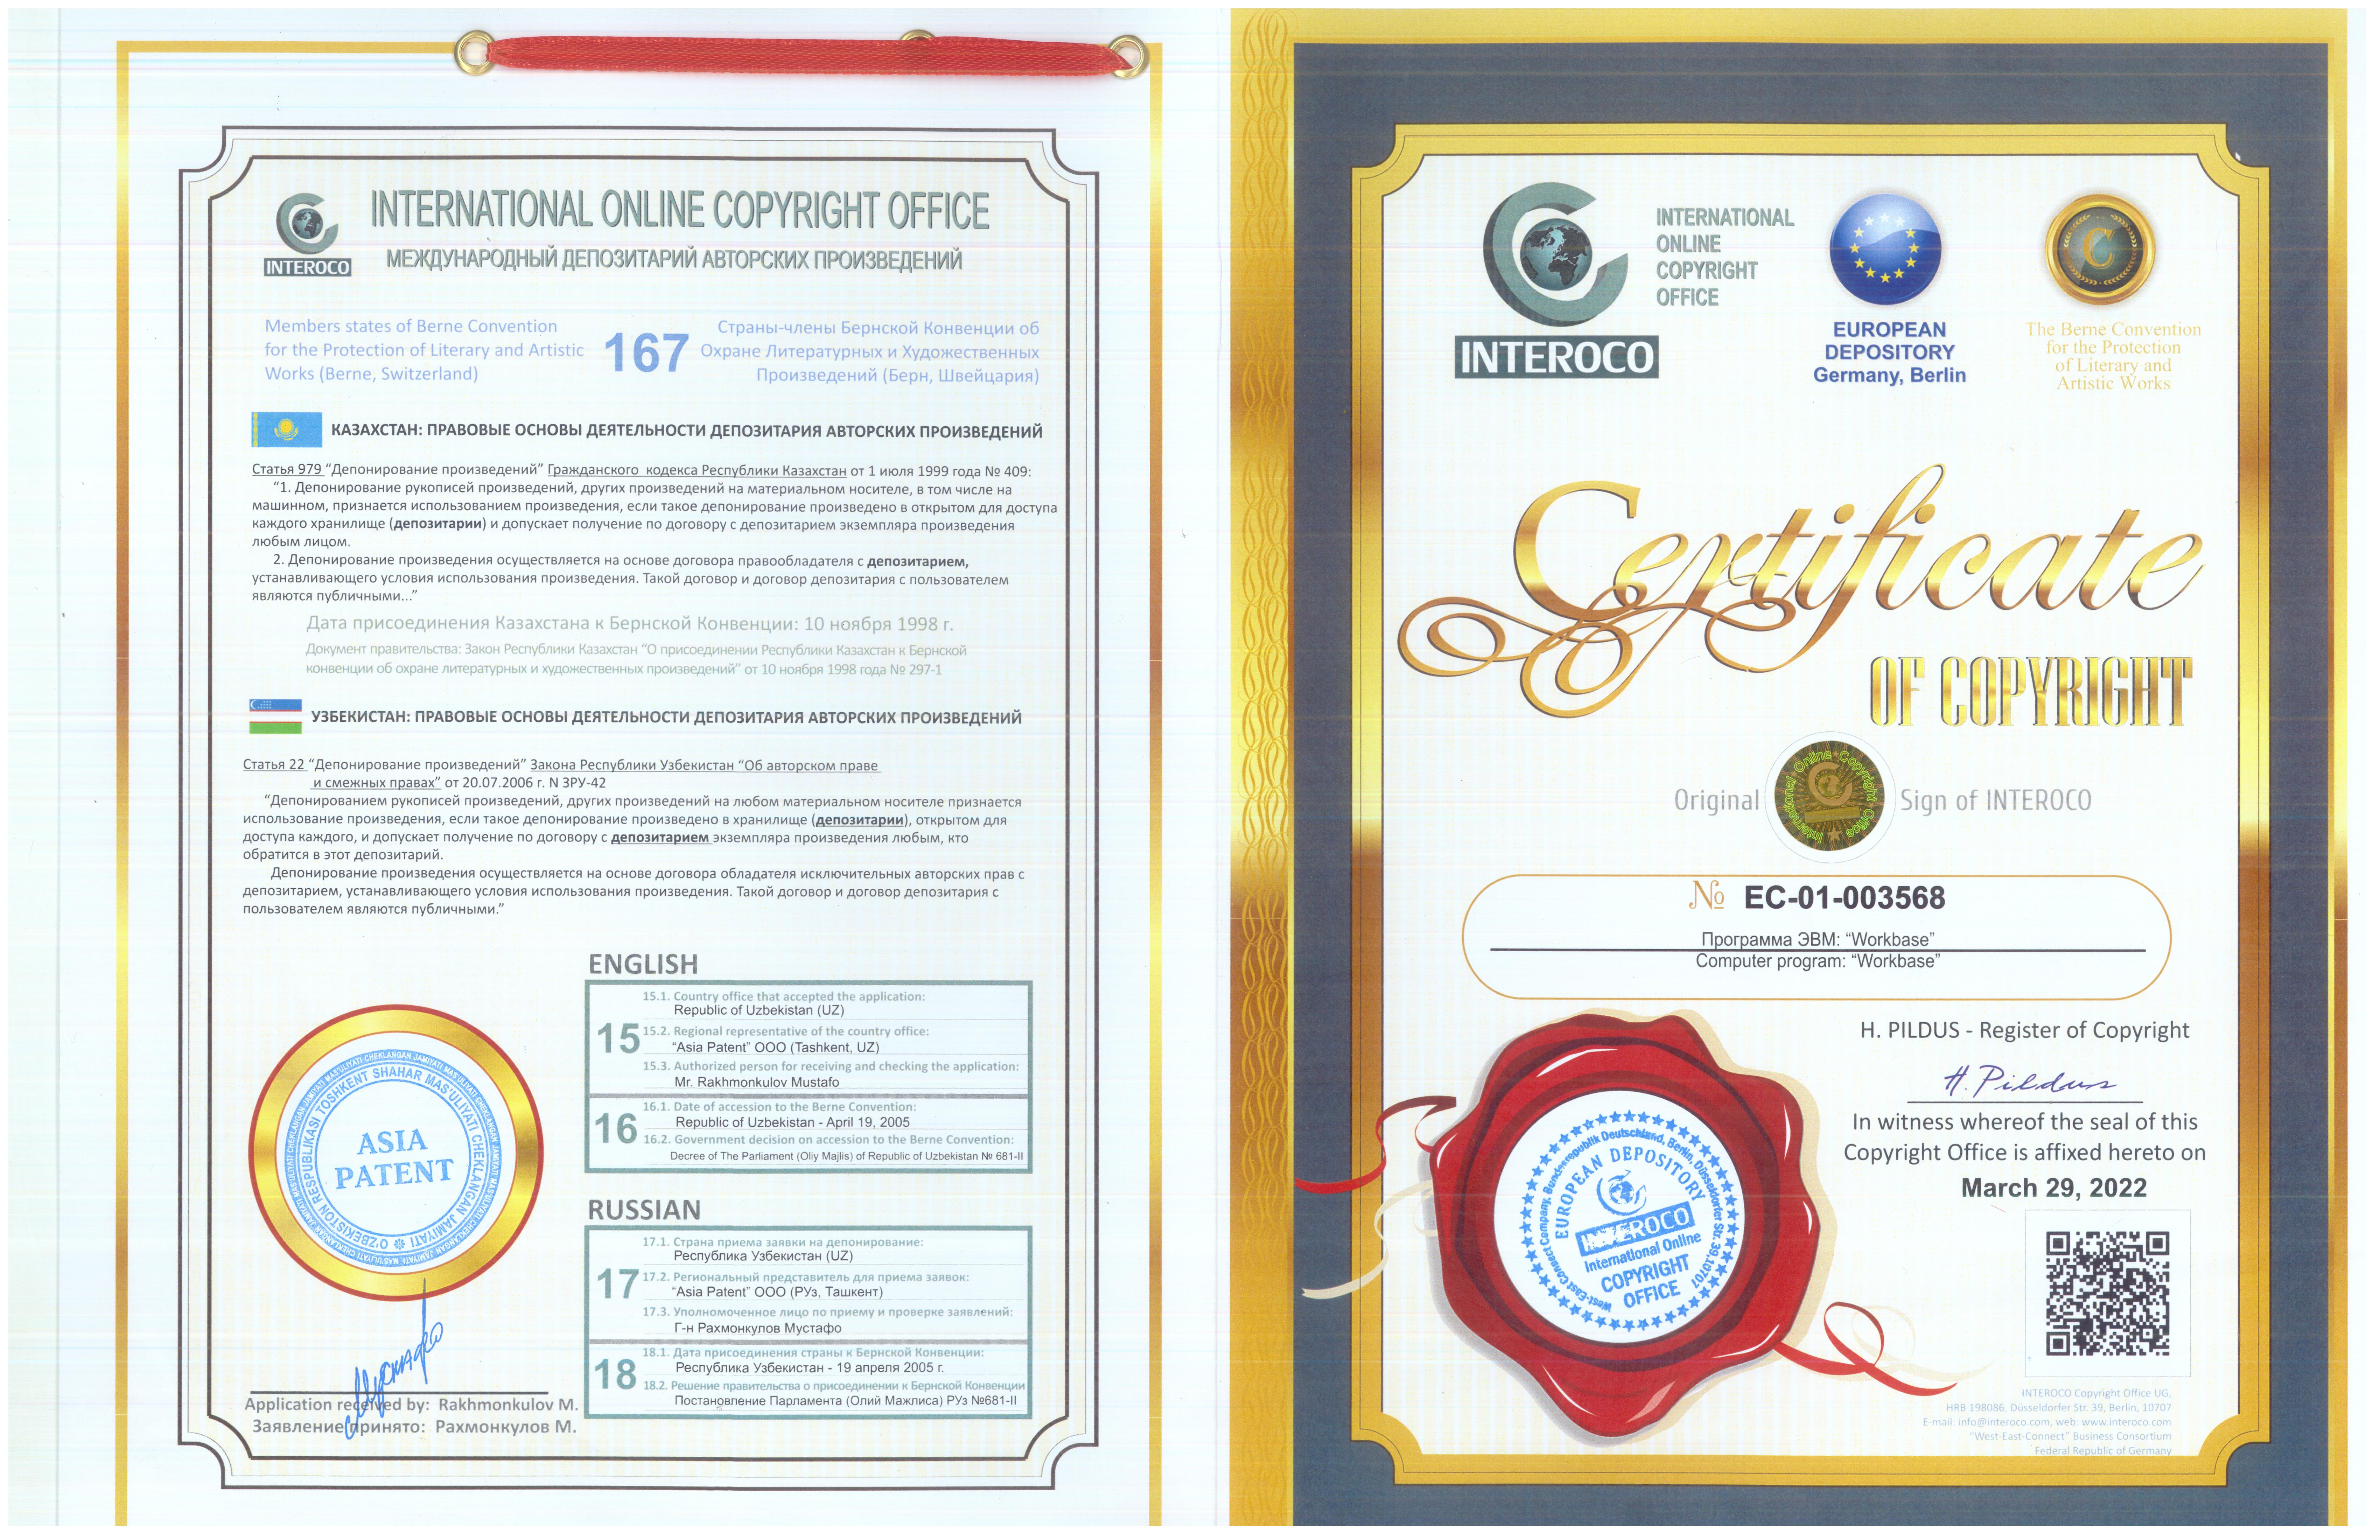 INTERNATIONAL ONLINE COPYRIGHT OFFICE
INTEROCO
МЕЖДУНАРОДНЫЙ ДЕПОЗИТАРИЙ АВТОРСКИХ ПРОИЗВЕДЕНИЙ
Members states of Berne Convention
for the Protection of Literary and Artistic
Works (Berne, Switzerland)
167
Страны-члены Бернской Конвенции об
Охране Литературных и Художественных
Произведений (Берн, Швейцария)
КАЗАХСТАН: ПРАВОВЫЕ ОСНОВЫ ДЕЯТЕЛЬНОСТИ ДЕПОЗИТАРИЯ АВТОРСКИХ ПРОИЗВЕДЕНИЙ
Статья 979 “Депонирование произведений” Гражданского кодекса Республики Казахстан от 1 июля 1999 года № 409:
“1. Депонирование рукописей произведений, других произведений на материальном носителе, в том числе на
машинном, признается использованием произведения, если такое депонирование произведено в открытом для доступа
каждого хранилище (депозитарии) и допускает получение по договору с депозитарием экземпляра произведения
любым лицом.
2. Депонирование произведения осуществляется на основе договора правообладателя с депозитарием,
устанавливающего условия использования произведения. Такой договор и договор депозитария с пользователем
являются публичными...”
Дата присоединения Казахстана к Бернской Конвенции: 10 ноября 1998 г.
Документ правительства: Закон Республики Казахстан “О присоединении Республики Казахстан к Бернской
конвенции об охране литературных и художественных произведений” от 10 ноября 1998 года № 297-1
УЗБЕКИСТАН: ПРАВОВЫЕ ОСНОВЫ ДЕЯТЕЛЬНОСТИ ДЕПОЗИТАРИЯ АВТОРСКИХ ПРОИЗВЕДЕНИЙ
Статья 22 “Депонирование произведений” Закона Республики Узбекистан “Об авторском праве
и смежных правах” от 20.07.2006 г. N ЗРУ-42
“Депонированием рукописей произведений, других произведений на любом материальном носителе признается
использование произведения, если такое депонирование произведено в хранилище (депозитарии), открытом для
доступа каждого, и допускает получение по договору с депозитарием экземпляра произведения любым, кто
обратится в этот депозитарий.
Депонирование произведения осуществляется на основе договора обладателя исключительных авторских прав с
депозитарием, устанавливающего условия использования произведения. Такой договор и договор депозитария с
пользователем являются публичными.”
ENGLISH
15
15.1. Country office that accepted the application:
Republic of Uzbekistan (UZ)
15.2. Regional representative of the country office:
“Asia Patent” OOO (Tashkent, UZ)
15.3. Authorized person for receiving and checking the application:
Mr. Rakhmonkulov Mustafo
16
16.1. Date of accession to the Berne Convention:
Republic of Uzbekistan - April 19, 2005
16.2. Government decision on accession to the Berne Convention:
Decree of The Parliament (Oliy Majlis) of Republic of Uzbekistan № 681-II
RUSSIAN
17
17.1. Страна приема заявки на депонирование:
Республика Узбекистан (UZ)
17.2. Региональный представитель для приема заявок:
“Asia Patent” ООО (РУз, Ташкент)
17.3. Уполномоченное лицо по приему и проверке заявлений:
Г-н Рахмонкулов Мустафо
18
18.1. Дата присоединения страны к Бернской Конвенции:
Республика Узбекистан - 19 апреля 2005 г.
18.2. Решение правительства о присоединении к Бернской Конвенции
Постановление Парламента (Олий Мажлиса) РУз №681-II
O'ZBEKISTON RESPUBLIKASI TOSHKENT SHAHAR MAS'ULIYATI CHEKLANGAN JAMIYATI
ASIA
PATENT
Application received by: Rakhmonkulov M.
Заявление принято: Рахмонкулов М.
INTEROCO
INTERNATIONAL
ONLINE
COPYRIGHT
OFFICE
EUROPEAN
DEPOSITORY
Germany, Berlin
C
The Berne Convention
for the Protection
of Literary and
Artistic Works
Certificate
OF COPYRIGHT
Original
International Online Copyright Office
Sign of INTEROCO
№ EC-01-003568
Программа ЭВМ: “Workbase”
Computer program: “Workbase”
H. PILDUS - Register of Copyright
H. Pildus
In witness whereof the seal of this
Copyright Office is affixed hereto on
March 29, 2022
West-East Connect Company, Bundesrepublik Deutschland, Berlin, Düsseldorfer Str. 39, 10707
EUROPEAN DEPOSITORY
INTEROCO
International Online
COPYRIGHT
OFFICE
INTEROCO Copyright Office UG,
HRB 198086, Düsseldorfer Str. 39, Berlin, 10707
E-mail: info@interoco.com, web: www.interoco.com
“West-East-Connect” Business Consortium
Federal Republic of Germany